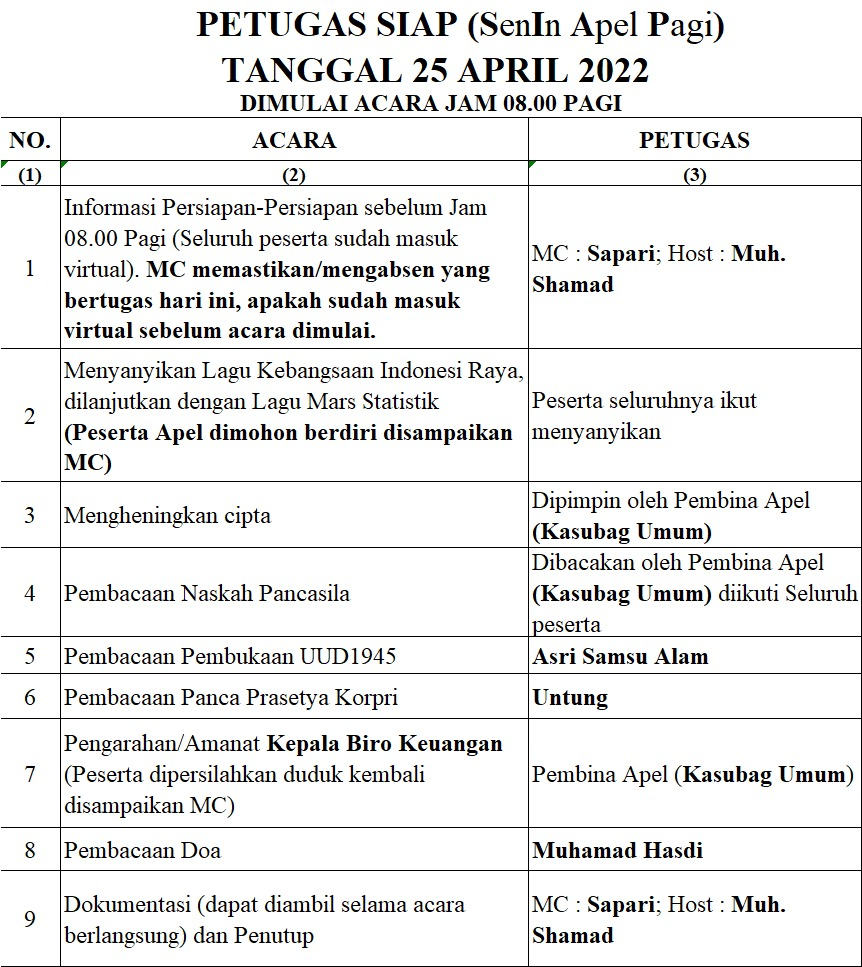 PETUGAS SIAP (SenIn Apel Pagi)
TANGGAL 25 APRIL 2022
DIMULAI ACARA JAM 08.00 PAGI
NO. ACARA PETUGAS
(1) (2) (3)
1
Informasi Persiapan-Persiapan sebelum Jam
08.00 Pagi (Seluruh peserta sudah masuk
virtual). MC memastikan/mengabsen yang
bertugas hari ini, apakah sudah masuk
virtual sebelum acara dimulai.
MC : Sapari; Host : Muh.
Shamad
2
Menyanyikan Lagu Kebangsaan Indonesi Raya,
dilanjutkan dengan Lagu Mars Statistik
(Peserta Apel dimohon berdiri disampaikan
MC)
Peserta seluruhnya ikut
menyanyikan
3
Mengheningkan cipta
Dipimpin oleh Pembina Apel
(Kasubag Umum)
4
Pembacaan Naskah Pancasila
Dibacakan oleh Pembina Apel
(Kasubag Umum) diikuti Seluruh
peserta
5
Pembacaan Pembukaan UUD1945
Asri Samsu Alam
6
Pembacaan Panca Prasetya Korpri
Untung
7
Pengarahan/Amanat Kepala Biro Keuangan
(Peserta dipersilahkan duduk kembali
disampaikan MC)
Pembina Apel (Kasubag Umum)
8
Pembacaan Doa
Muhamad Hasdi
9
Dokumentasi (dapat diambil selama acara
berlangsung) dan Penutup
MC : Sapari; Host : Muh.
Shamad